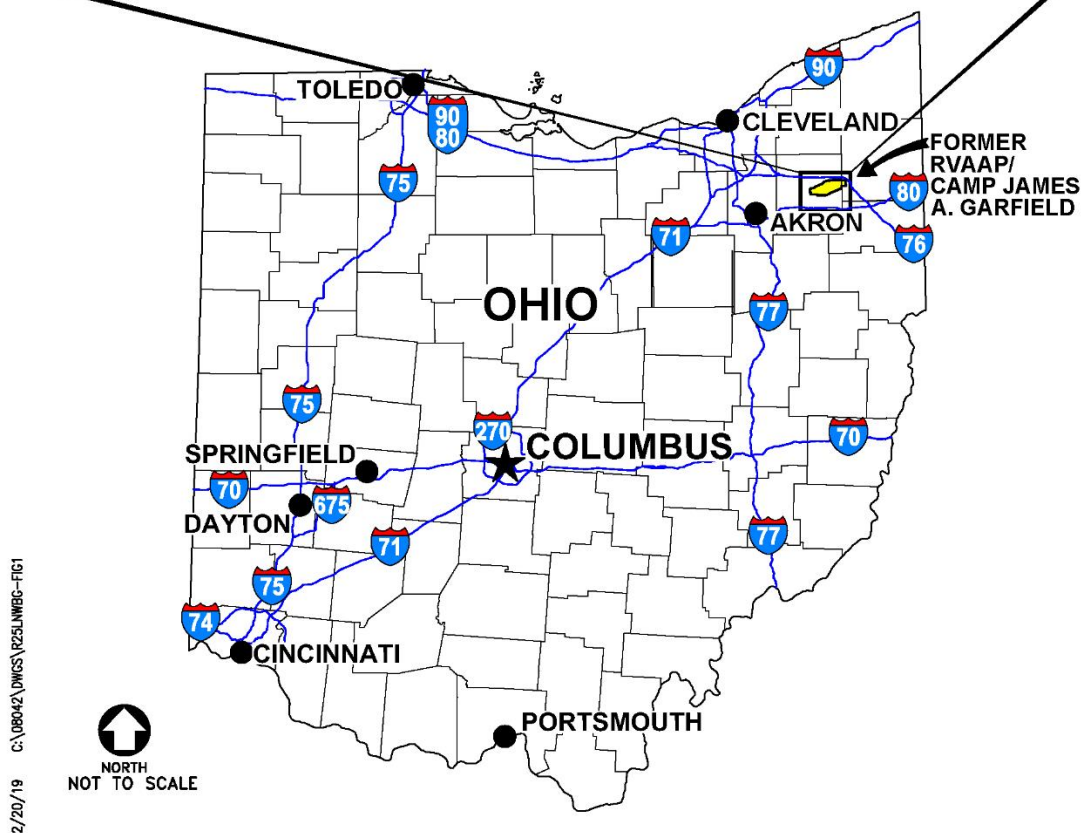 TOLEDO
90
80
90
CLEVELAND
FORMER
RVAAP/
CAMP JAMES
A. GARFIELD
80
75
AKRON
71
76
OHIO
77
75
270
COLUMBUS
70
SPRINGFIELD
70
675
DAYTON
71
77
75
74
CINCINNATI
PORTSMOUTH
NORTH
NOT TO SCALE
2/20/19 C:\08042\DWGS\R25LNWBG-FIG1